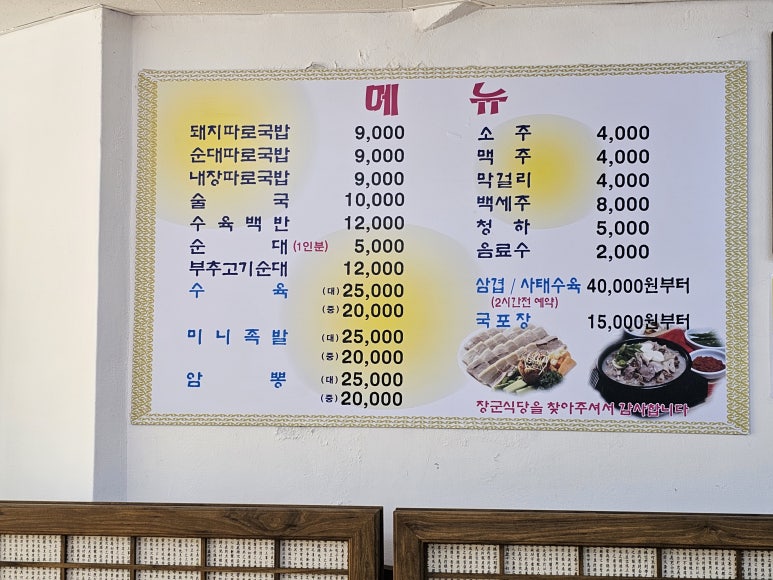 메 뉴
돼지따로국밥 9,000
순대따로국밥 9,000
내장따로국밥 9,000
술 국 10,000
수 육 백 반 12,000
순 대 (1인분) 5,000
부추고기순대 12,000
수 육 (대) 25,000
(중) 20,000
미 니 족 발 (대) 25,000
(중) 20,000
암 뽕 (대) 25,000
(중) 20,000
소 주 4,000
맥 주 4,000
막걸리 4,000
백세주 8,000
청 하 5,000
음료수 2,000
삼겹 / 사태수육 40,000원부터
(2시간전 예약)
국포장 15,000원부터
장군식당을 찾아주셔서 감사합니다